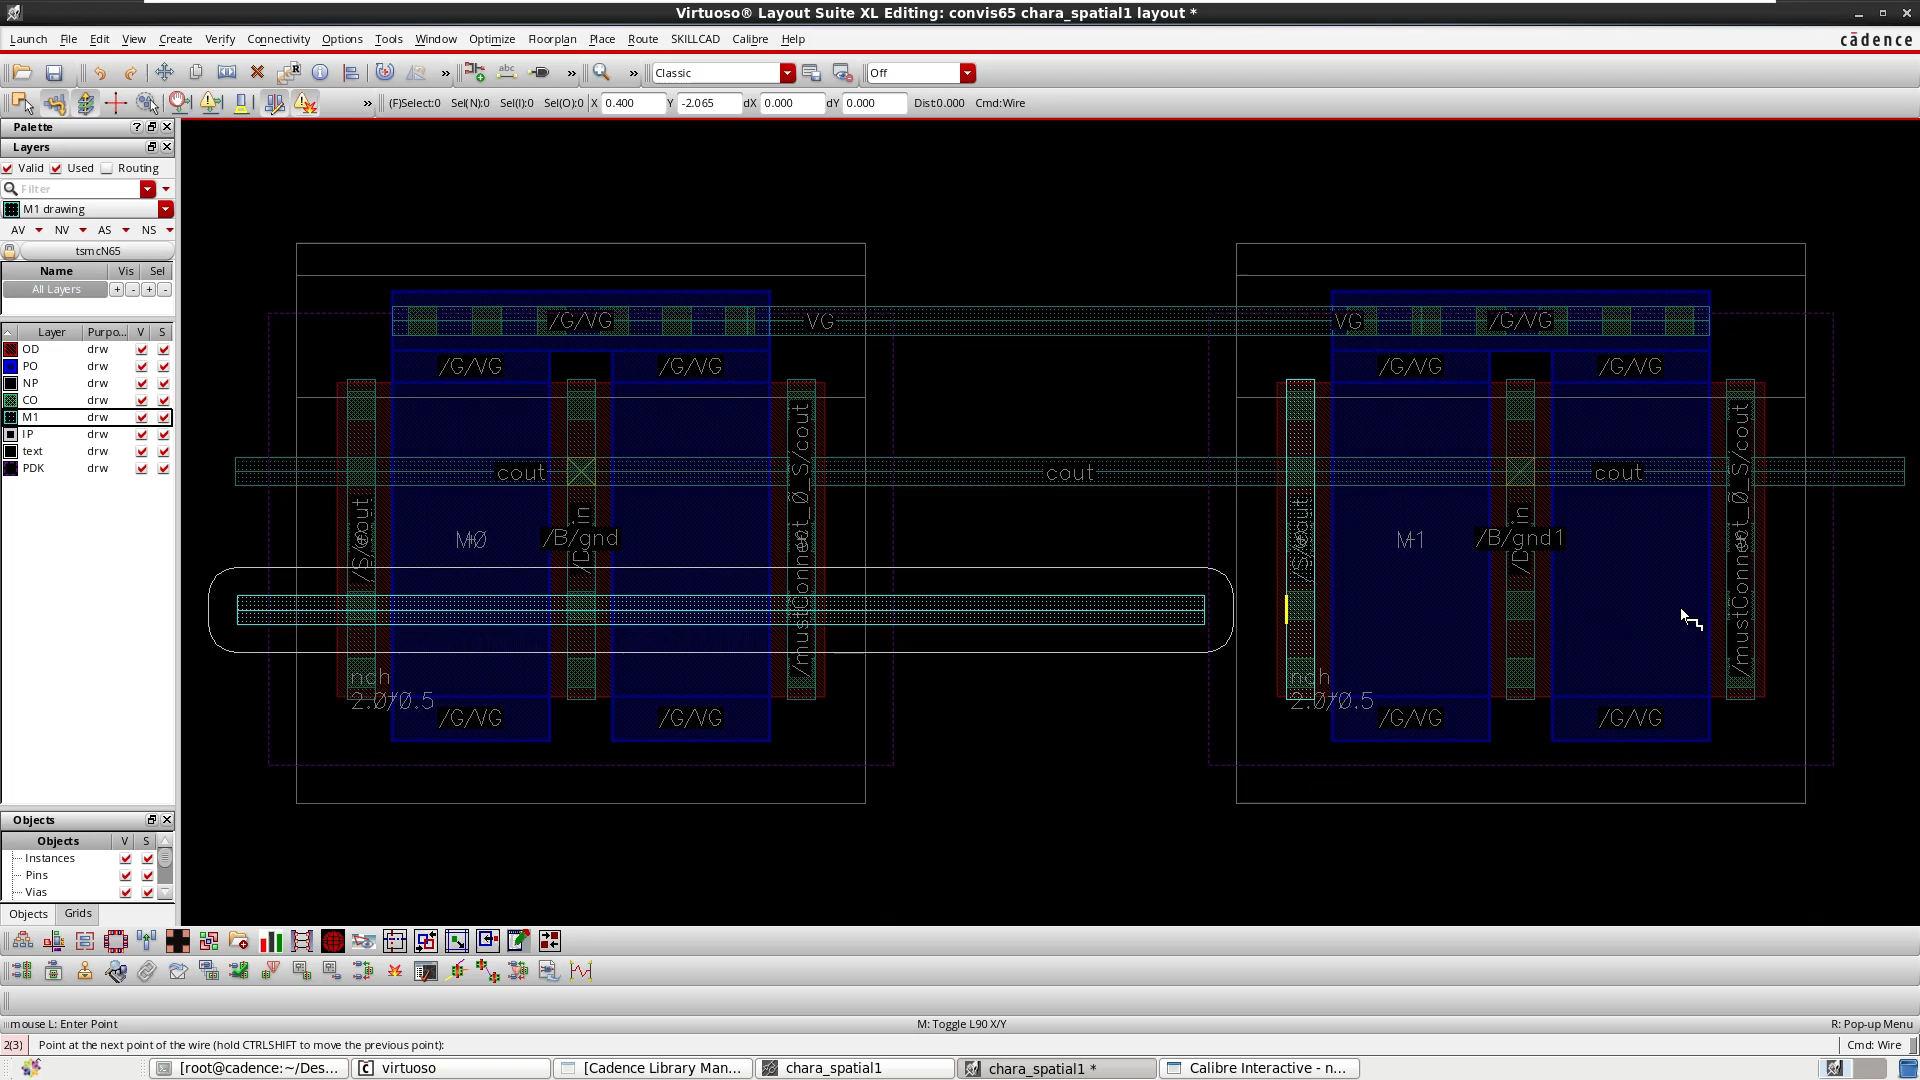 Virtuoso® Layout Suite XL Editing: convis65 chara_spatial1 layout *
Launch File Edit View Create Verify Connectivity Options Tools Window Optimize Floorplan Place Route SKILLCAD Calibre Help
cādence
» » » Classic Off
» (F)Select:0 Sel(N):0 Sel(I):0 Sel(O):0 X 0.400 Y -2.065 dX 0.000 dY 0.000 Dist:0.000 Cmd:Wire
Palette
Layers
Valid Used Routing
Filter
M1 drawing
AV NV AS NS
tsmcN65
Name Vis Sel
All Layers + - + -
Layer Purpo... V S
OD drw
PO drw
NP drw
CO drw
M1 drw
IP drw
text drw
PDK drw
Objects
Objects V S
Instances
Pins
Vias
Objects Grids
/G/VG VG VG /G/VG
/G/VG /G/VG /G/VG /G/VG
cout cout cout
M0 /B/gnd M1 /B/gnd1
/mustConnect_0_S/cout /mustConnect_0_S/cout
nch nch
2.0/0.5 2.0/0.5
/G/VG /G/VG /G/VG /G/VG
mouse L: Enter Point M: Toggle L90 X/Y R: Pop-up Menu
2(3) Point at the next point of the wire (hold CTRLSHIFT to move the previous point): Cmd: Wire
[root@cadence:~/Des... virtuoso [Cadence Library Man... chara_spatial1 chara_spatial1 * Calibre Interactive - n...